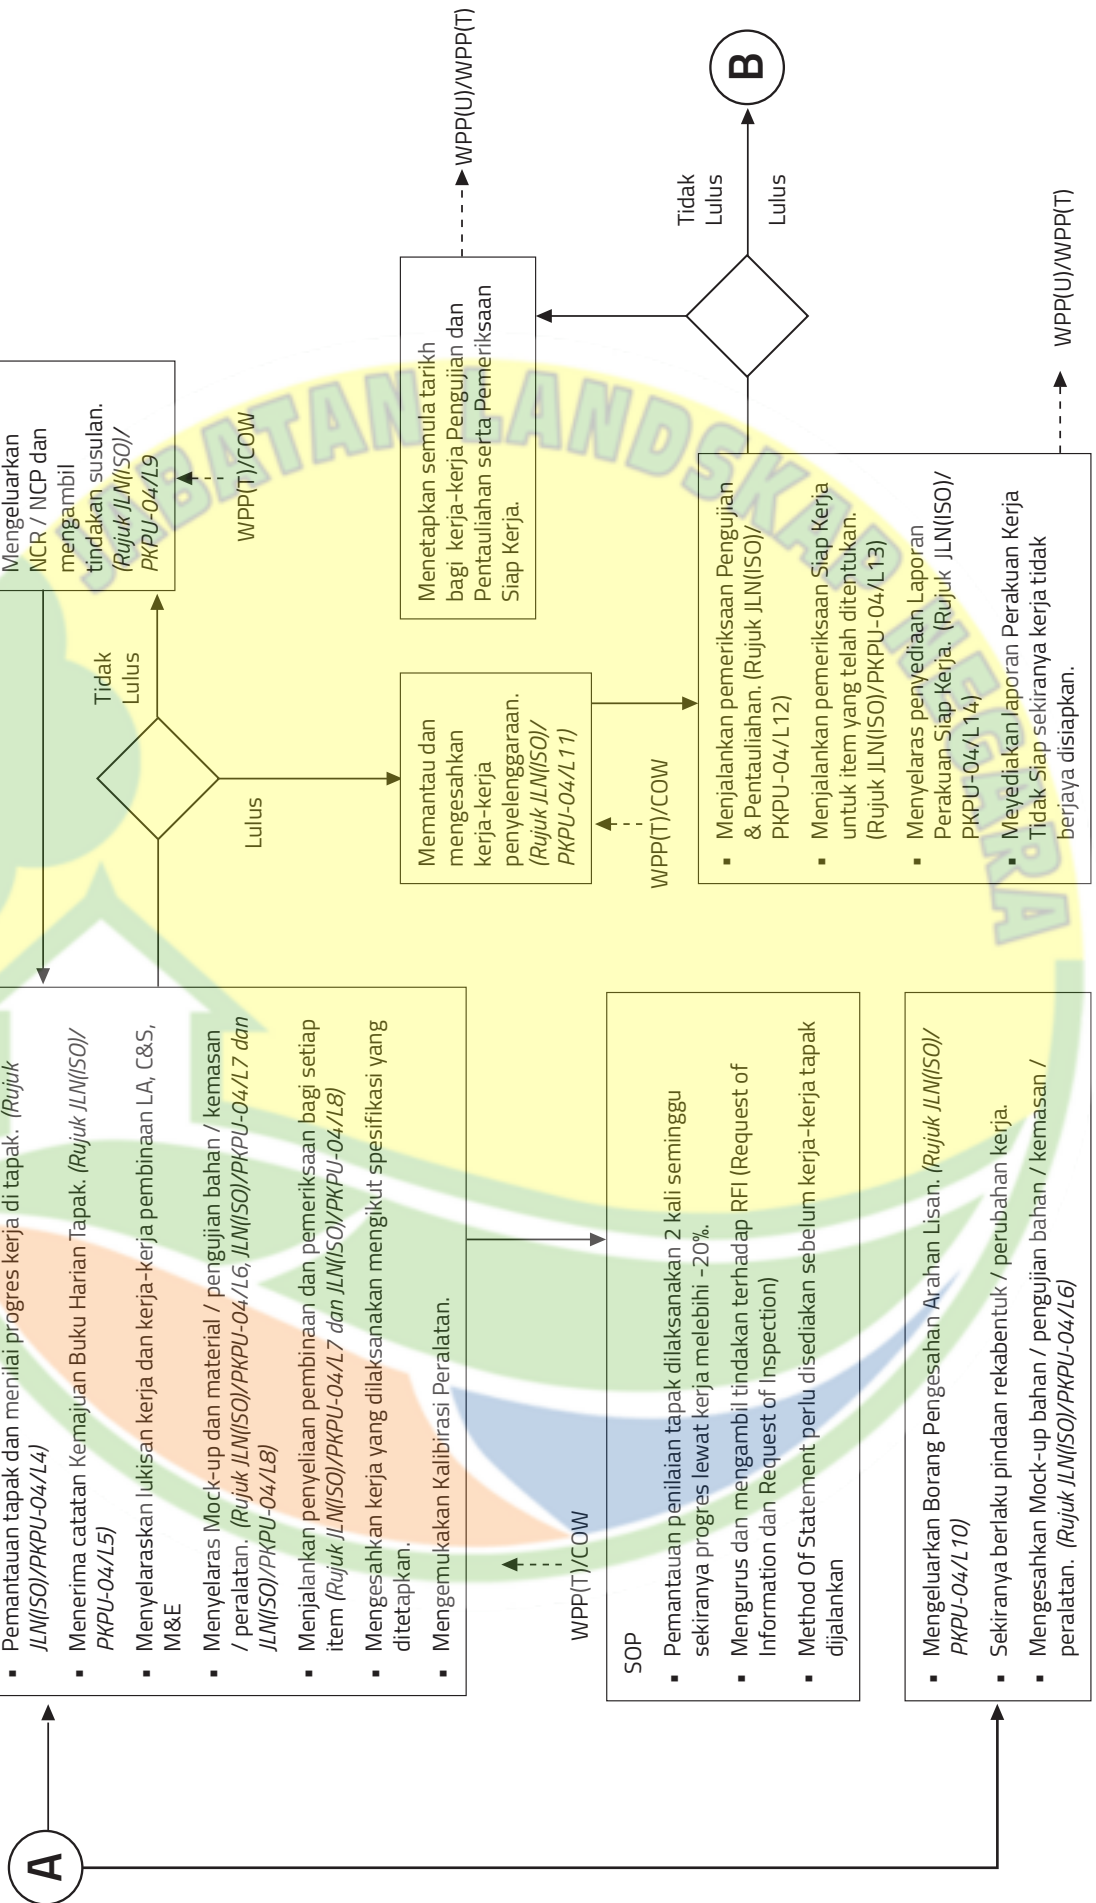 A
▪ Pemantauan tapak dan menilai progres kerja di tapak. (Rujuk
JLN(ISO)/PKPU-04/L4)
▪ Menerima catatan Kemajuan Buku Harian Tapak. (Rujuk JLN(ISO)/
PKPU-04/L5)
▪ Menyelaraskan lukisan kerja dan kerja-kerja pembinaan LA, C&S,
M&E
▪ Menyelaras Mock-up dan material / pengujian bahan / kemasan
/ peralatan. (Rujuk JLN(ISO)/PKPU-04/L6, JLN(ISO)/PKPU-04/L7 dan
JLN(ISO)/PKPU-04/L8)
▪ Menjalankan penyeliaan pembinaan dan pemeriksaan bagi setiap
item (Rujuk JLN(ISO)/PKPU-04/L7 dan JLN(ISO)/PKPU-04/L8)
▪ Mengesahkan kerja yang dilaksanakan mengikut spesifikasi yang
ditetapkan.
▪ Mengemukakan Kalibirasi Peralatan.
WPP(T)/COW
SOP
▪ Pemantauan penilaian tapak dilaksanakan 2 kali seminggu
sekiranya progres lewat kerja melebihi -20%.
▪ Mengurus dan mengambil tindakan terhadap RFI (Request of
Information dan Request of Inspection)
▪ Method Of Statement perlu disediakan sebelum kerja-kerja tapak
dijalankan
▪ Mengeluarkan Borang Pengesahan Arahan Lisan. (Rujuk JLN(ISO)/
PKPU-04/L10)
▪ Sekiranya berlaku pindaan rekabentuk / perubahan kerja.
▪ Mengesahkan Mock-up bahan / pengujian bahan / kemasan /
peralatan. (Rujuk JLN(ISO)/PKPU-04/L6)
Tidak
Lulus
Lulus
Mengeluarkan
NCR / NCP dan
mengambil
tindakan susulan.
(Rujuk JLN(ISO)/
PKPU-04/L9
WPP(T)/COW
Memantau dan
mengesahkan
kerja-kerja
penyelenggaraan.
(Rujuk JLN(ISO)/
PKPU-04/L11)
WPP(T)/COW
Menetapkan semula tarikh
bagi kerja-kerja Pengujian dan
Pentauliahan serta Pemeriksaan
Siap Kerja.
WPP(U)/WPP(T)
▪ Menjalankan pemeriksaan Pengujian
& Pentauliahan. (Rujuk JLN(ISO)/
PKPU-04/L12)
▪ Menjalankan pemeriksaan Siap Kerja
untuk item yang telah ditentukan.
(Rujuk JLN(ISO)/PKPU-04/L13)
▪ Menyelaras penyediaan Laporan
Perakuan Siap Kerja. (Rujuk JLN(ISO)/
PKPU-04/L14)
▪ Meyediakan laporan Perakuan Kerja
Tidak Siap sekiranya kerja tidak
berjaya disiapkan.
WPP(U)/WPP(T)
Tidak
Lulus
Lulus
B
JABATAN LANDSKAP NEGARA